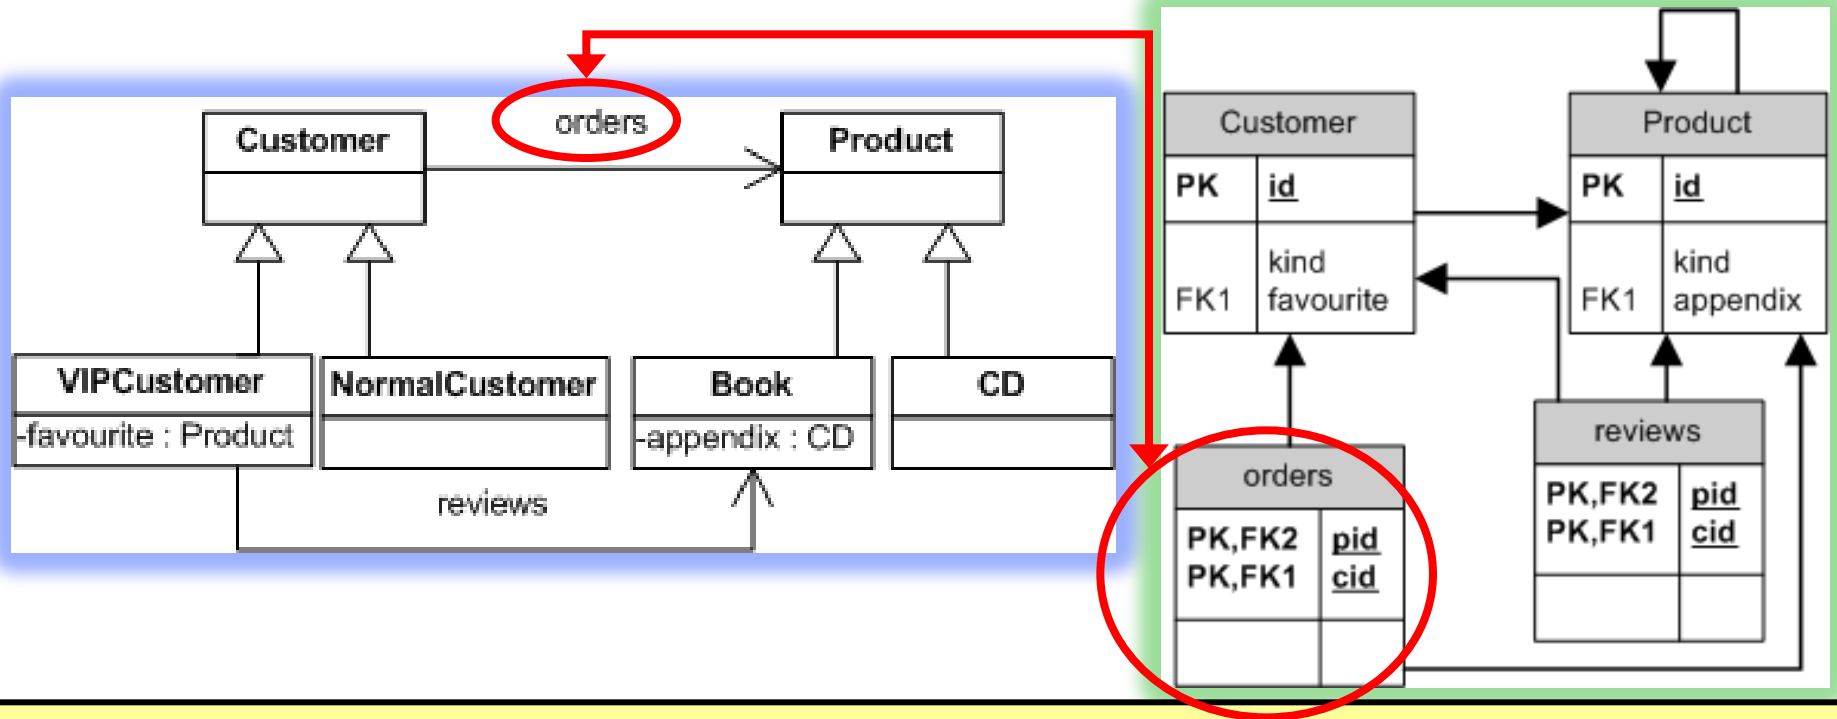 orders
Customer
Product
VIPCustomer
-favourite : Product
NormalCustomer
Book
-appendix : CD
CD
reviews
Customer
PK id
kind
FK1 favourite
Product
PK id
kind
FK1 appendix
orders
PK,FK2 pid
PK,FK1 cid
reviews
PK,FK2 pid
PK,FK1 cid